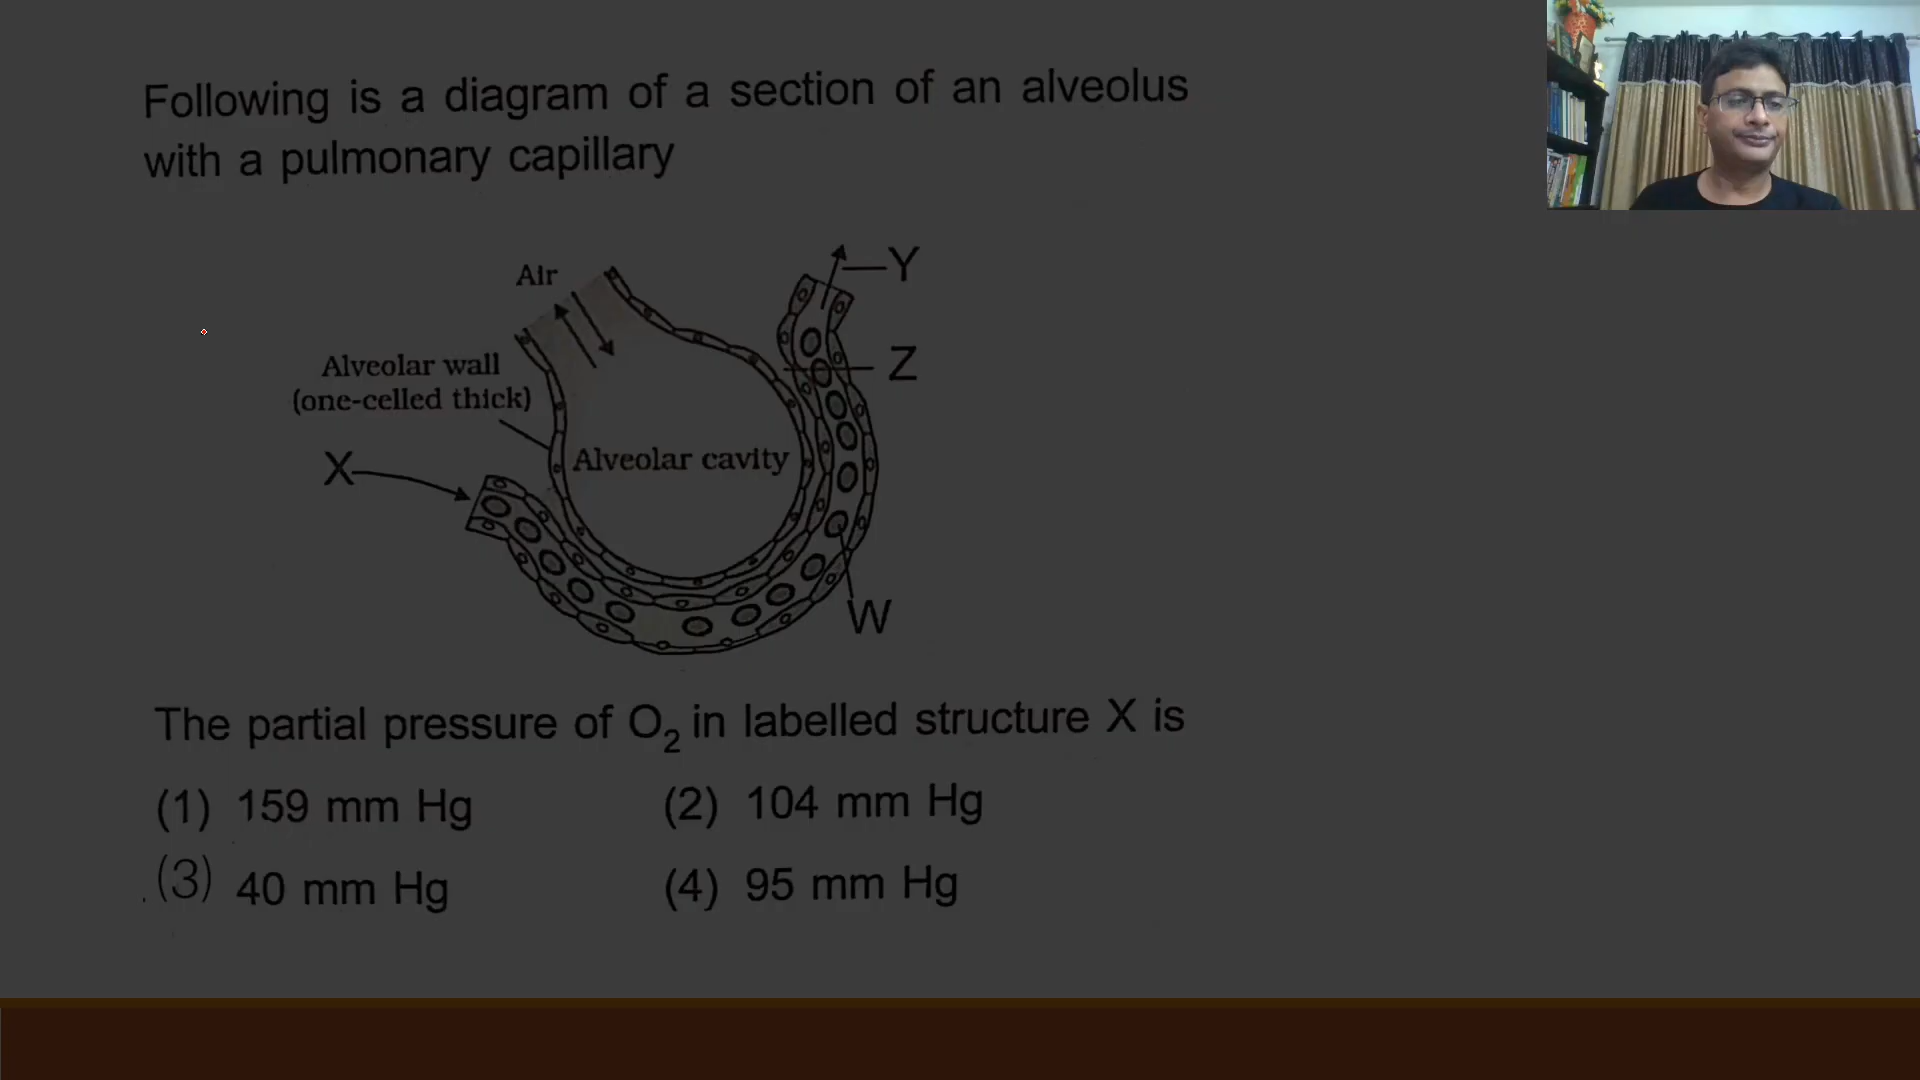 Following is a diagram of a section of an alveolus
with a pulmonary capillary
Air
Y
Alveolar wall
(one-celled thick)
Z
X
Alveolar cavity
W
The partial pressure of O₂ in labelled structure X is
(1) 159 mm Hg
(2) 104 mm Hg
(3) 40 mm Hg
(4) 95 mm Hg